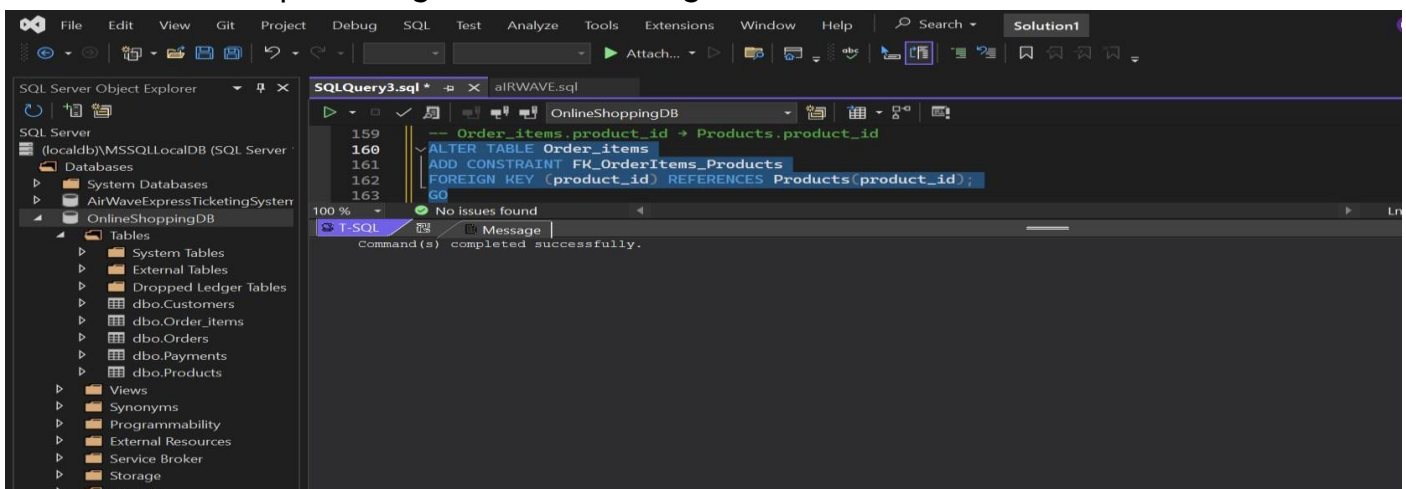 File Edit View Git Project Debug SQL Test Analyze Tools Extensions Window Help Search Solution1
Attach...
SQL Server Object Explorer
SQL Server
(localdb)\MSSQLLocalDB (SQL Server
Databases
System Databases
AirWaveExpressTicketingSystem
OnlineShoppingDB
Tables
System Tables
External Tables
Dropped Ledger Tables
dbo.Customers
dbo.Order_items
dbo.Orders
dbo.Payments
dbo.Products
Views
Synonyms
Programmability
External Resources
Service Broker
Storage
SQLQuery3.sql * aIRWAVE.sql
OnlineShoppingDB
159 -- Order_items.product_id → Products.product_id
160 ALTER TABLE Order_items
161 ADD CONSTRAINT FK_OrderItems_Products
162 FOREIGN KEY (product_id) REFERENCES Products(product_id);
163 GO
100 % No issues found Ln
T-SQL Message
Command(s) completed successfully.